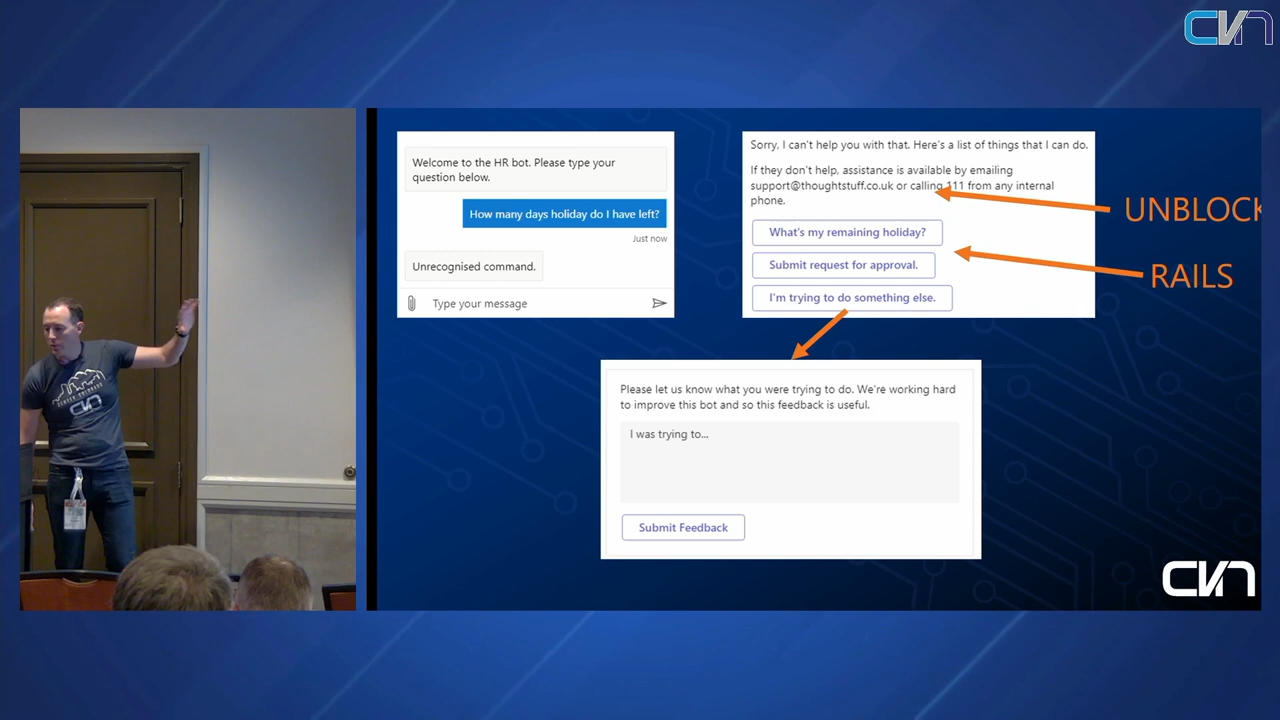 CVN
Welcome to the HR bot. Please type your
question below.
How many days holiday do I have left?
Just now
Unrecognised command.
Type your message
Sorry, I can't help you with that. Here's a list of things that I can do.
If they don't help, assistance is available by emailing
support@thoughtstuff.co.uk or calling 111 from any internal
phone.
What's my remaining holiday?
Submit request for approval.
I'm trying to do something else.
UNBLOCK
RAILS
Please let us know what you were trying to do. We're working hard
to improve this bot and so this feedback is useful.
I was trying to...
Submit Feedback
CVN
DENVER COLORADO
CVN